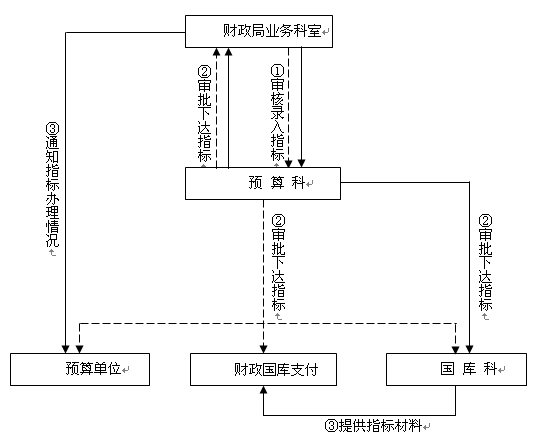 财政局业务科室
②审批下达指标
①审核录入指标
③通知指标办理情况
预 算 科
②审批下达指标
②审批下达指标
预算单位
财政国库支付
国 库 科
③提供指标材料